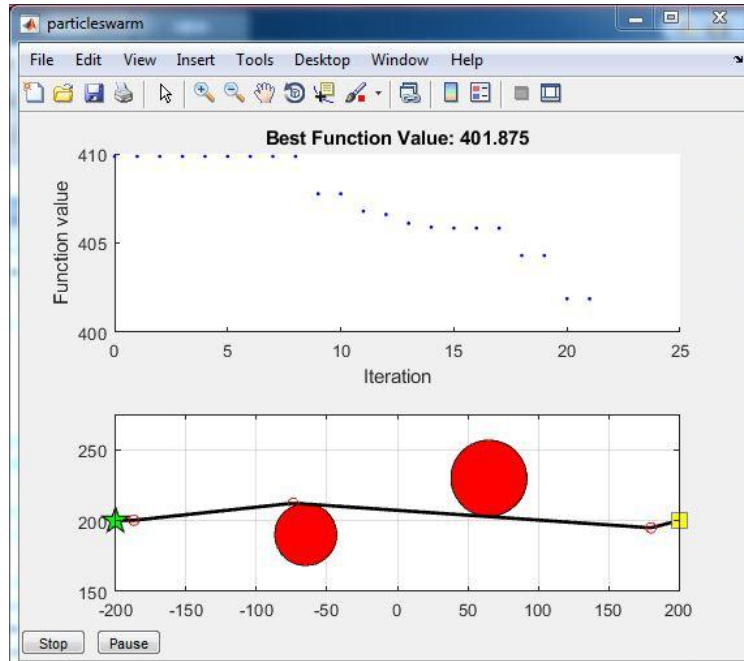 particleswarm
File Edit View Insert Tools Desktop Window Help
Best Function Value: 401.875
410
405
400
Function value
0 5 10 15 20 25
Iteration
250
200
150
-200 -150 -100 -50 0 50 100 150 200
Stop Pause